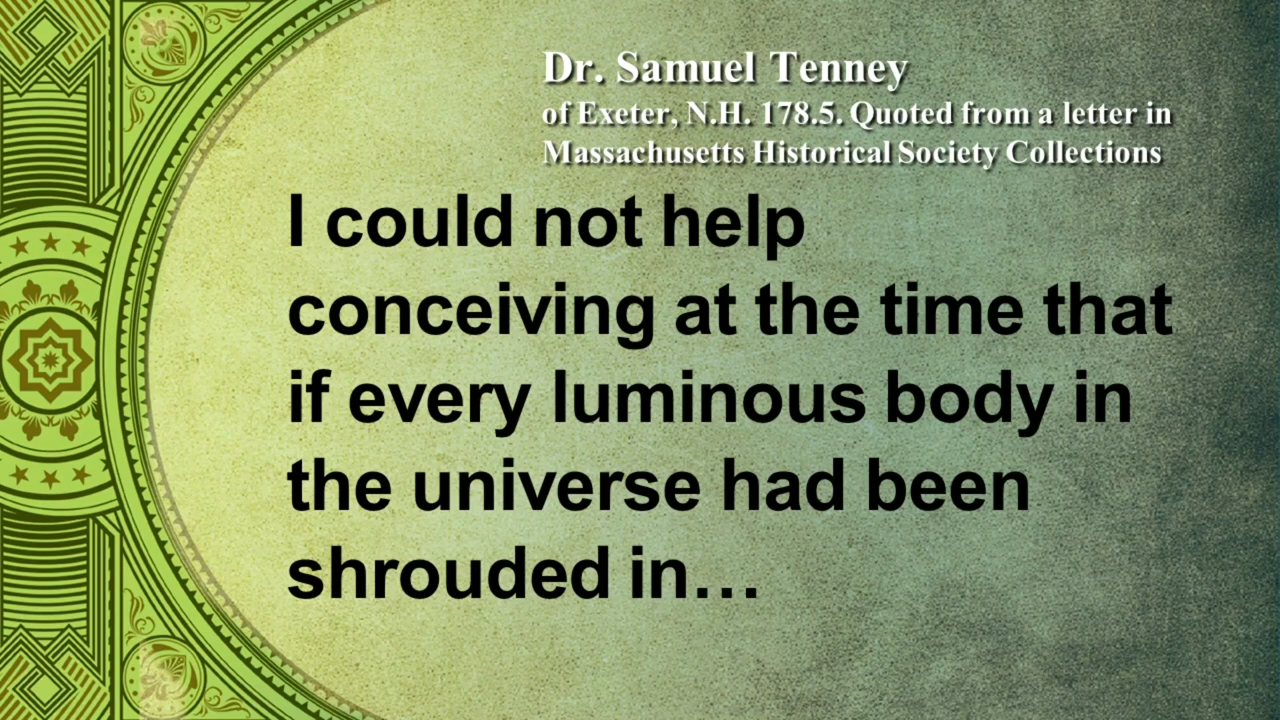 Dr. Samuel Tenney
of Exeter, N.H. 178.5. Quoted from a letter in
Massachusetts Historical Society Collections
I could not help
conceiving at the time that
if every luminous body in
the universe had been
shrouded in…